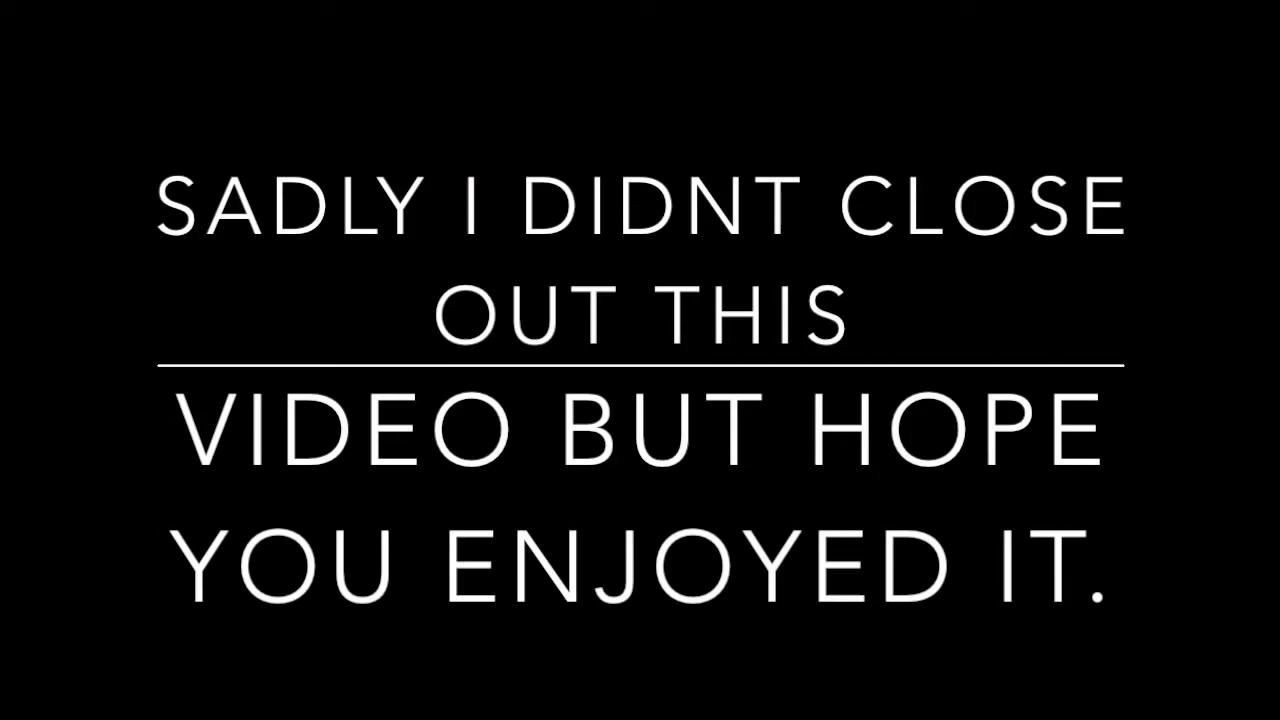 SADLY I DIDNT CLOSE
OUT THIS
VIDEO BUT HOPE
YOU ENJOYED IT.